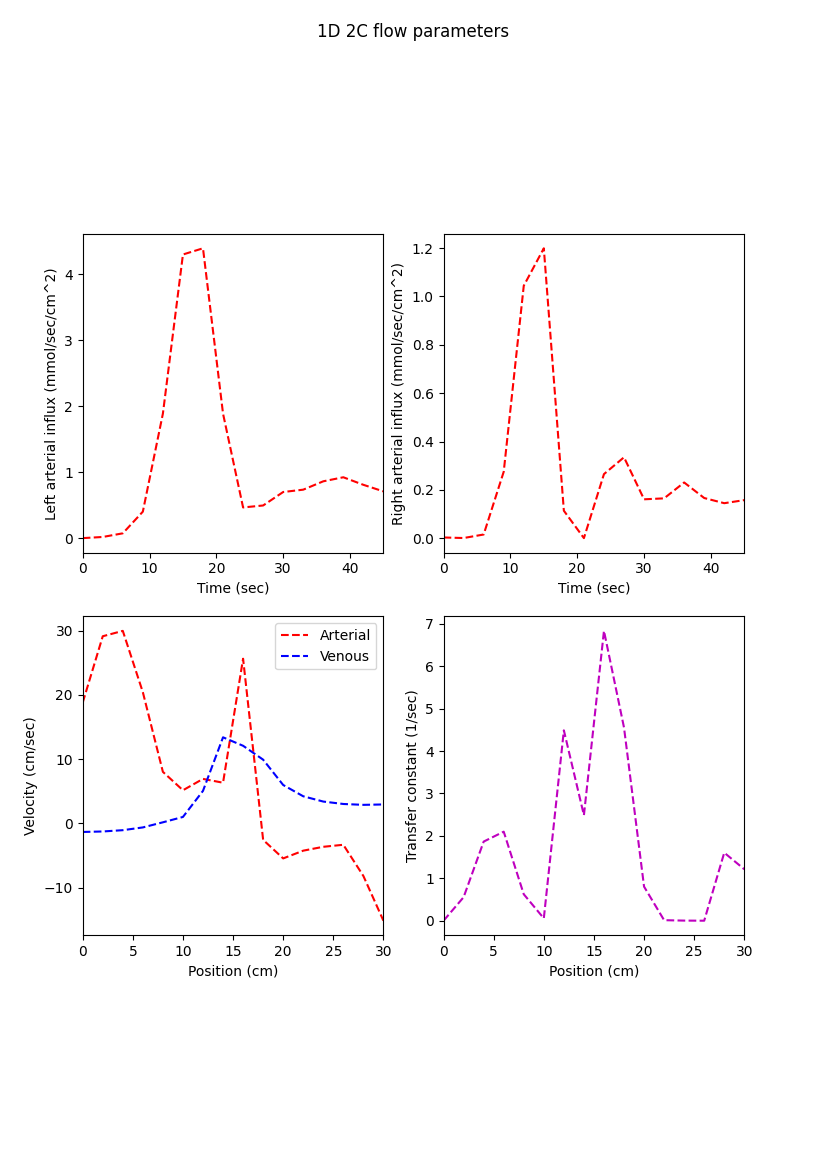 1D 2C flow parameters
Left arterial influx (mmol/sec/cm^2)
4
3
2
1
0
0 10 20 30 40
Time (sec)
Right arterial influx (mmol/sec/cm^2)
1.2
1.0
0.8
0.6
0.4
0.2
0.0
0 10 20 30 40
Time (sec)
Velocity (cm/sec)
30
20
10
0
−10
Arterial
Venous
0 5 10 15 20 25 30
Position (cm)
Transfer constant (1/sec)
7
6
5
4
3
2
1
0
0 5 10 15 20 25 30
Position (cm)